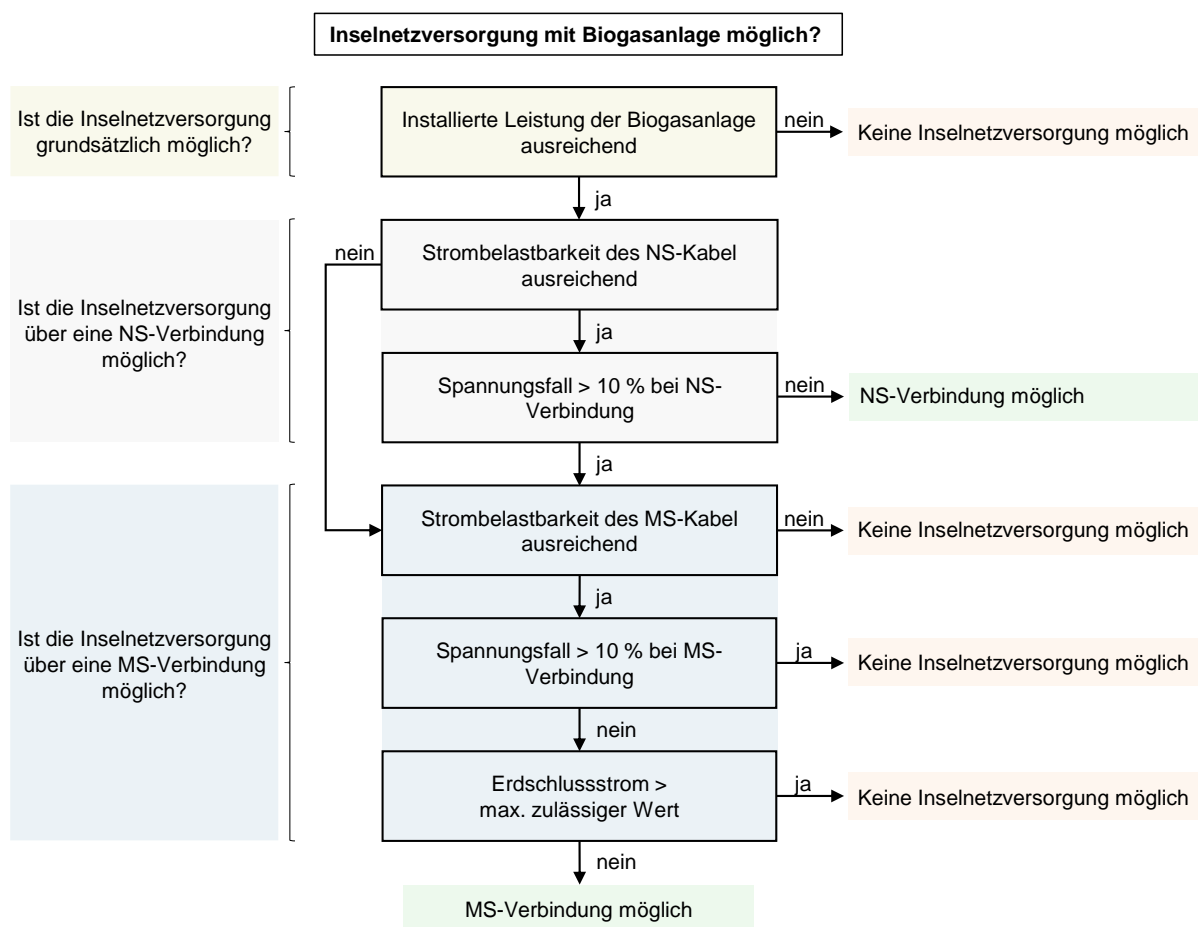 Inselnetzversorgung mit Biogasanlage möglich?
Ist die Inselnetzversorgung
grundsätzlich möglich?
Installierte Leistung der Biogasanlage
ausreichend
nein
Keine Inselnetzversorgung möglich
ja
Ist die Inselnetzversorgung
über eine NS-Verbindung
möglich?
nein
Strombelastbarkeit des NS-Kabel
ausreichend
ja
Spannungsfall > 10 % bei NS-
Verbindung
nein
NS-Verbindung möglich
ja
Ist die Inselnetzversorgung
über eine MS-Verbindung
möglich?
Strombelastbarkeit des MS-Kabel
ausreichend
nein
Keine Inselnetzversorgung möglich
ja
Spannungsfall > 10 % bei MS-
Verbindung
ja
Keine Inselnetzversorgung möglich
nein
Erdschlussstrom >
max. zulässiger Wert
ja
Keine Inselnetzversorgung möglich
nein
MS-Verbindung möglich